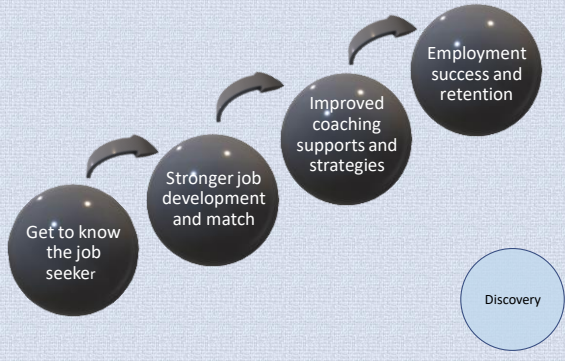 Get to know
the job
seeker
Stronger job
development
and match
Improved
coaching
supports and
strategies
Employment
success and
retention
Discovery